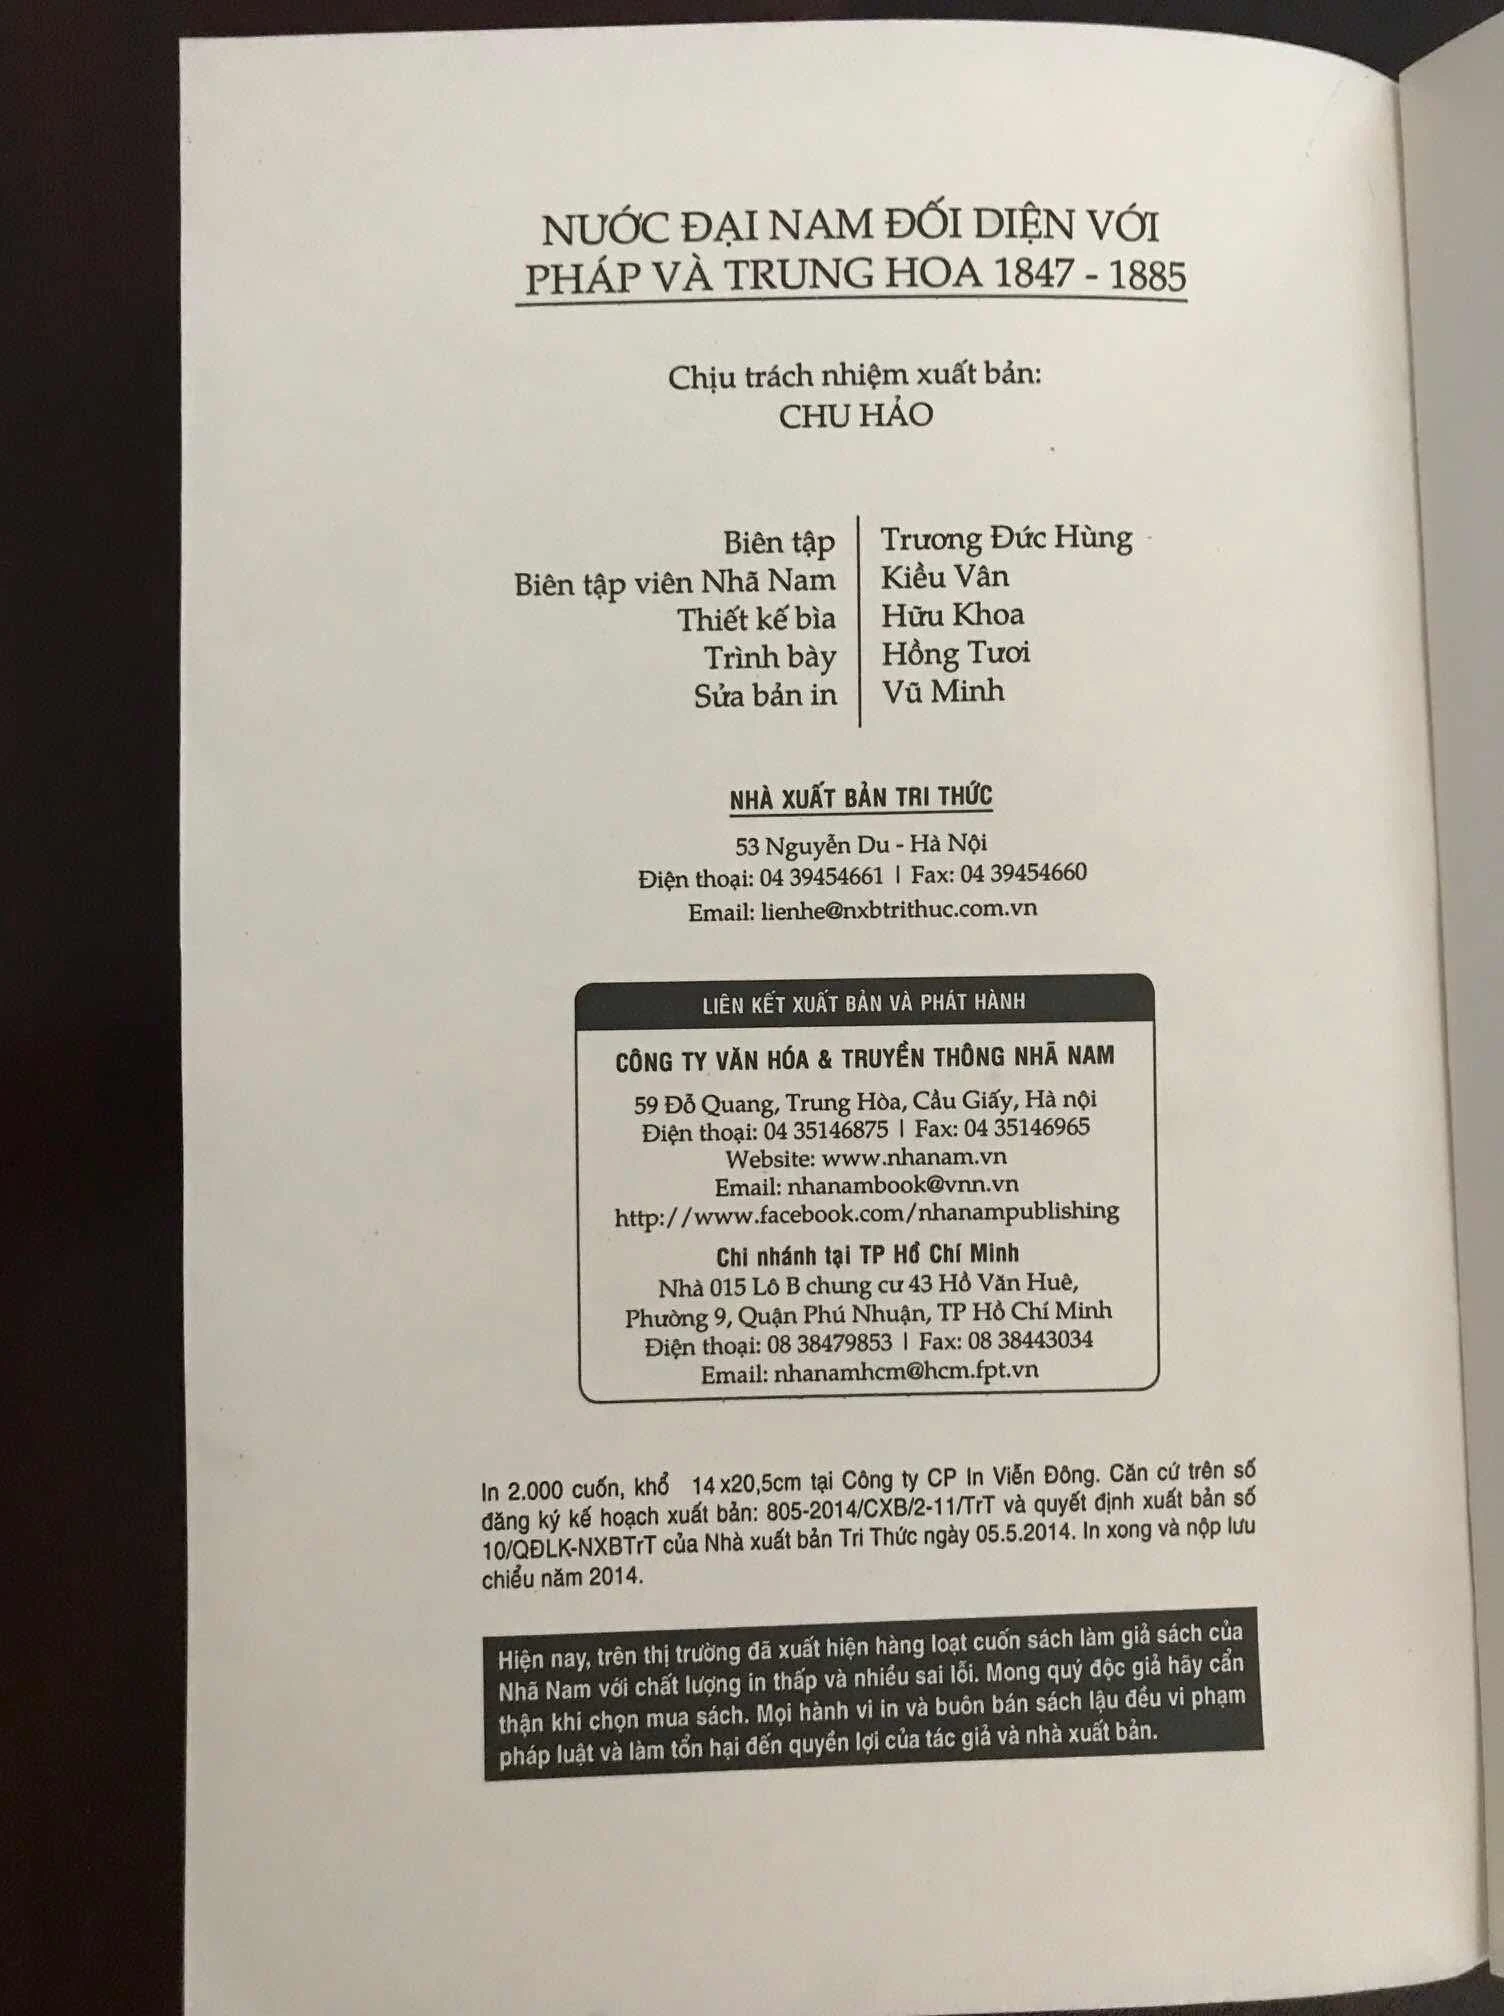 NƯỚC ĐẠI NAM ĐỐI DIỆN VỚI
PHÁP VÀ TRUNG HOA 1847 - 1885
Chịu trách nhiệm xuất bản:
CHU HẢO
Biên tập Trương Đức Hùng
Biên tập viên Nhã Nam Kiều Vân
Thiết kế bìa Hữu Khoa
Trình bày Hồng Tươi
Sửa bản in Vũ Minh
NHÀ XUẤT BẢN TRI THỨC
53 Nguyễn Du - Hà Nội
Điện thoại: 04 39454661 | Fax: 04 39454660
Email: lienhe@nxbtrithuc.com.vn
LIÊN KẾT XUẤT BẢN VÀ PHÁT HÀNH
CÔNG TY VĂN HÓA & TRUYỀN THÔNG NHÃ NAM
59 Đỗ Quang, Trung Hòa, Cầu Giấy, Hà nội
Điện thoại: 04 35146875 | Fax: 04 35146965
Website: www.nhanam.vn
Email: nhanambook@vnn.vn
http://www.facebook.com/nhanampublishing
Chi nhánh tại TP Hồ Chí Minh
Nhà 015 Lô B chung cư 43 Hồ Văn Huê,
Phường 9, Quận Phú Nhuận, TP Hồ Chí Minh
Điện thoại: 08 38479853 | Fax: 08 38443034
Email: nhanamhcm@hcm.fpt.vn
In 2.000 cuốn, khổ 14x20,5cm tại Công ty CP In Viễn Đông. Căn cứ trên số
đăng ký kế hoạch xuất bản: 805-2014/CXB/2-11/TrT và quyết định xuất bản số
10/QĐLK-NXBTrT của Nhà xuất bản Tri Thức ngày 05.5.2014. In xong và nộp lưu
chiểu năm 2014.
Hiện nay, trên thị trường đã xuất hiện hàng loạt cuốn sách làm giả sách của
Nhã Nam với chất lượng in thấp và nhiều sai lỗi. Mong quý độc giả hãy cẩn
thận khi chọn mua sách. Mọi hành vi in và buôn bán sách lậu đều vi phạm
pháp luật và làm tổn hại đến quyền lợi của tác giả và nhà xuất bản.